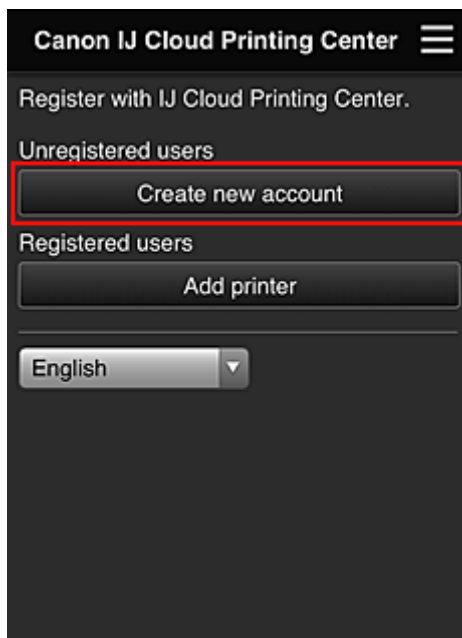 Canon IJ Cloud Printing Center
Register with IJ Cloud Printing Center.
Unregistered users
Create new account
Registered users
Add printer
English